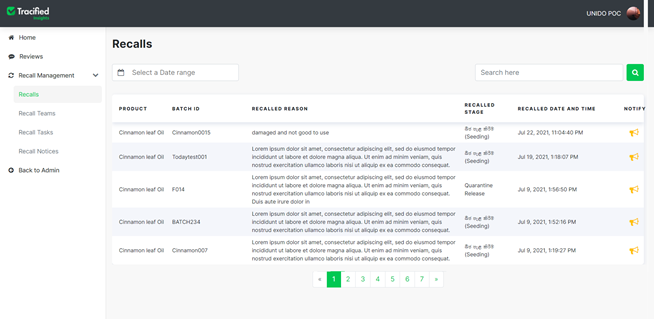 Tracified
Insights
UNIDO POC
Home
Reviews
Recall Management
Recalls
Recall Teams
Recall Tasks
Recall Notices
Back to Admin
Recalls
Select a Date range
Search here
PRODUCT BATCH ID RECALLED REASON RECALLED STAGE RECALLED DATE AND TIME NOTIFY
Cinnamon leaf Oil Cinnamon0015 damaged and not good to use (Seeding) Jul 22, 2021, 11:04:40 PM
Cinnamon leaf Oil Todaytest001 Lorem ipsum dolor sit amet, consectetur adipiscing elit, sed do eiusmod tempor
incididunt ut labore et dolore magna aliqua. Ut enim ad minim veniam, quis
nostrud exercitation ullamco laboris nisi ut aliquip ex ea commodo consequat.
(Seeding) Jul 19, 2021, 1:18:07 PM
Cinnamon leaf Oil F014 Lorem ipsum dolor sit amet, consectetur adipiscing elit, sed do eiusmod tempor
incididunt ut labore et dolore magna aliqua. Ut enim ad minim veniam, quis
nostrud exercitation ullamco laboris nisi ut aliquip ex ea commodo consequat.
Duis aute irure dolor in
Quarantine
Release
Jul 9, 2021, 1:56:50 PM
Cinnamon leaf Oil BATCH234 Lorem ipsum dolor sit amet, consectetur adipiscing elit, sed do eiusmod tempor
incididunt ut labore et dolore magna aliqua. Ut enim ad minim veniam, quis
nostrud exercitation ullamco laboris nisi ut aliquip ex ea commodo consequat.
(Seeding) Jul 9, 2021, 1:52:16 PM
Cinnamon leaf Oil Cinnamon007 Lorem ipsum dolor sit amet, consectetur adipiscing elit, sed do eiusmod tempor
incididunt ut labore et dolore magna aliqua. Ut enim ad minim veniam, quis
nostrud exercitation ullamco laboris nisi ut aliquip ex ea commodo consequat.
(Seeding) Jul 9, 2021, 1:19:27 PM
« 1 2 3 4 5 6 7 »